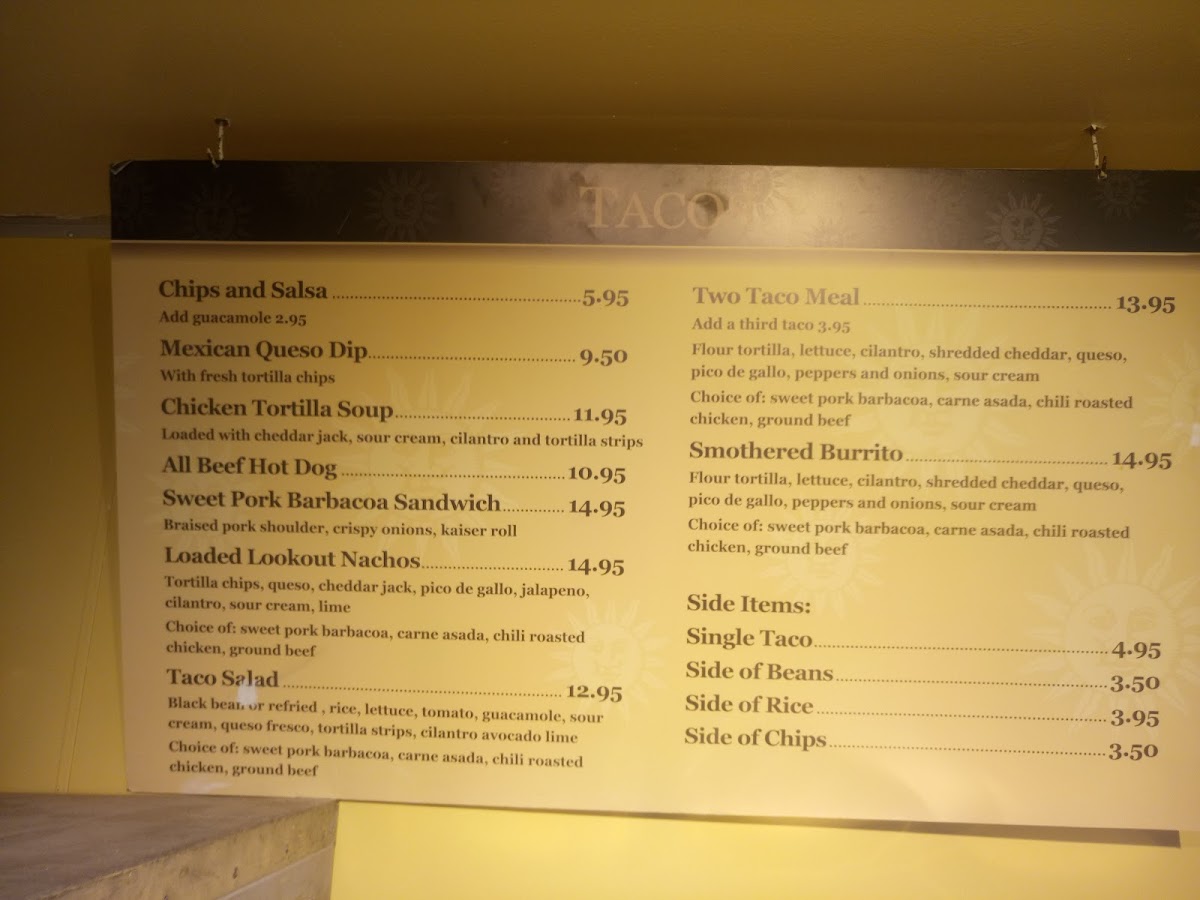 TACO
Chips and Salsa 5.95
Add guacamole 2.95
Mexican Queso Dip 9.50
With fresh tortilla chips
Chicken Tortilla Soup 11.95
Loaded with cheddar jack, sour cream, cilantro and tortilla strips
All Beef Hot Dog 10.95
Sweet Pork Barbacoa Sandwich 14.95
Braised pork shoulder, crispy onions, kaiser roll
Loaded Lookout Nachos 14.95
Tortilla chips, queso, cheddar jack, pico de gallo, jalapeno,
cilantro, sour cream, lime
Choice of: sweet pork barbacoa, carne asada, chili roasted
chicken, ground beef
Taco Salad 12.95
Black bean or refried , rice, lettuce, tomato, guacamole, sour
cream, queso fresco, tortilla strips, cilantro avocado lime
Choice of: sweet pork barbacoa, carne asada, chili roasted
chicken, ground beef
Two Taco Meal 13.95
Add a third taco 3.95
Flour tortilla, lettuce, cilantro, shredded cheddar, queso,
pico de gallo, peppers and onions, sour cream
Choice of: sweet pork barbacoa, carne asada, chili roasted
chicken, ground beef
Smothered Burrito 14.95
Flour tortilla, lettuce, cilantro, shredded cheddar, queso,
pico de gallo, peppers and onions, sour cream
Choice of: sweet pork barbacoa, carne asada, chili roasted
chicken, ground beef
Side Items:
Single Taco 4.95
Side of Beans 3.50
Side of Rice 3.95
Side of Chips 3.50